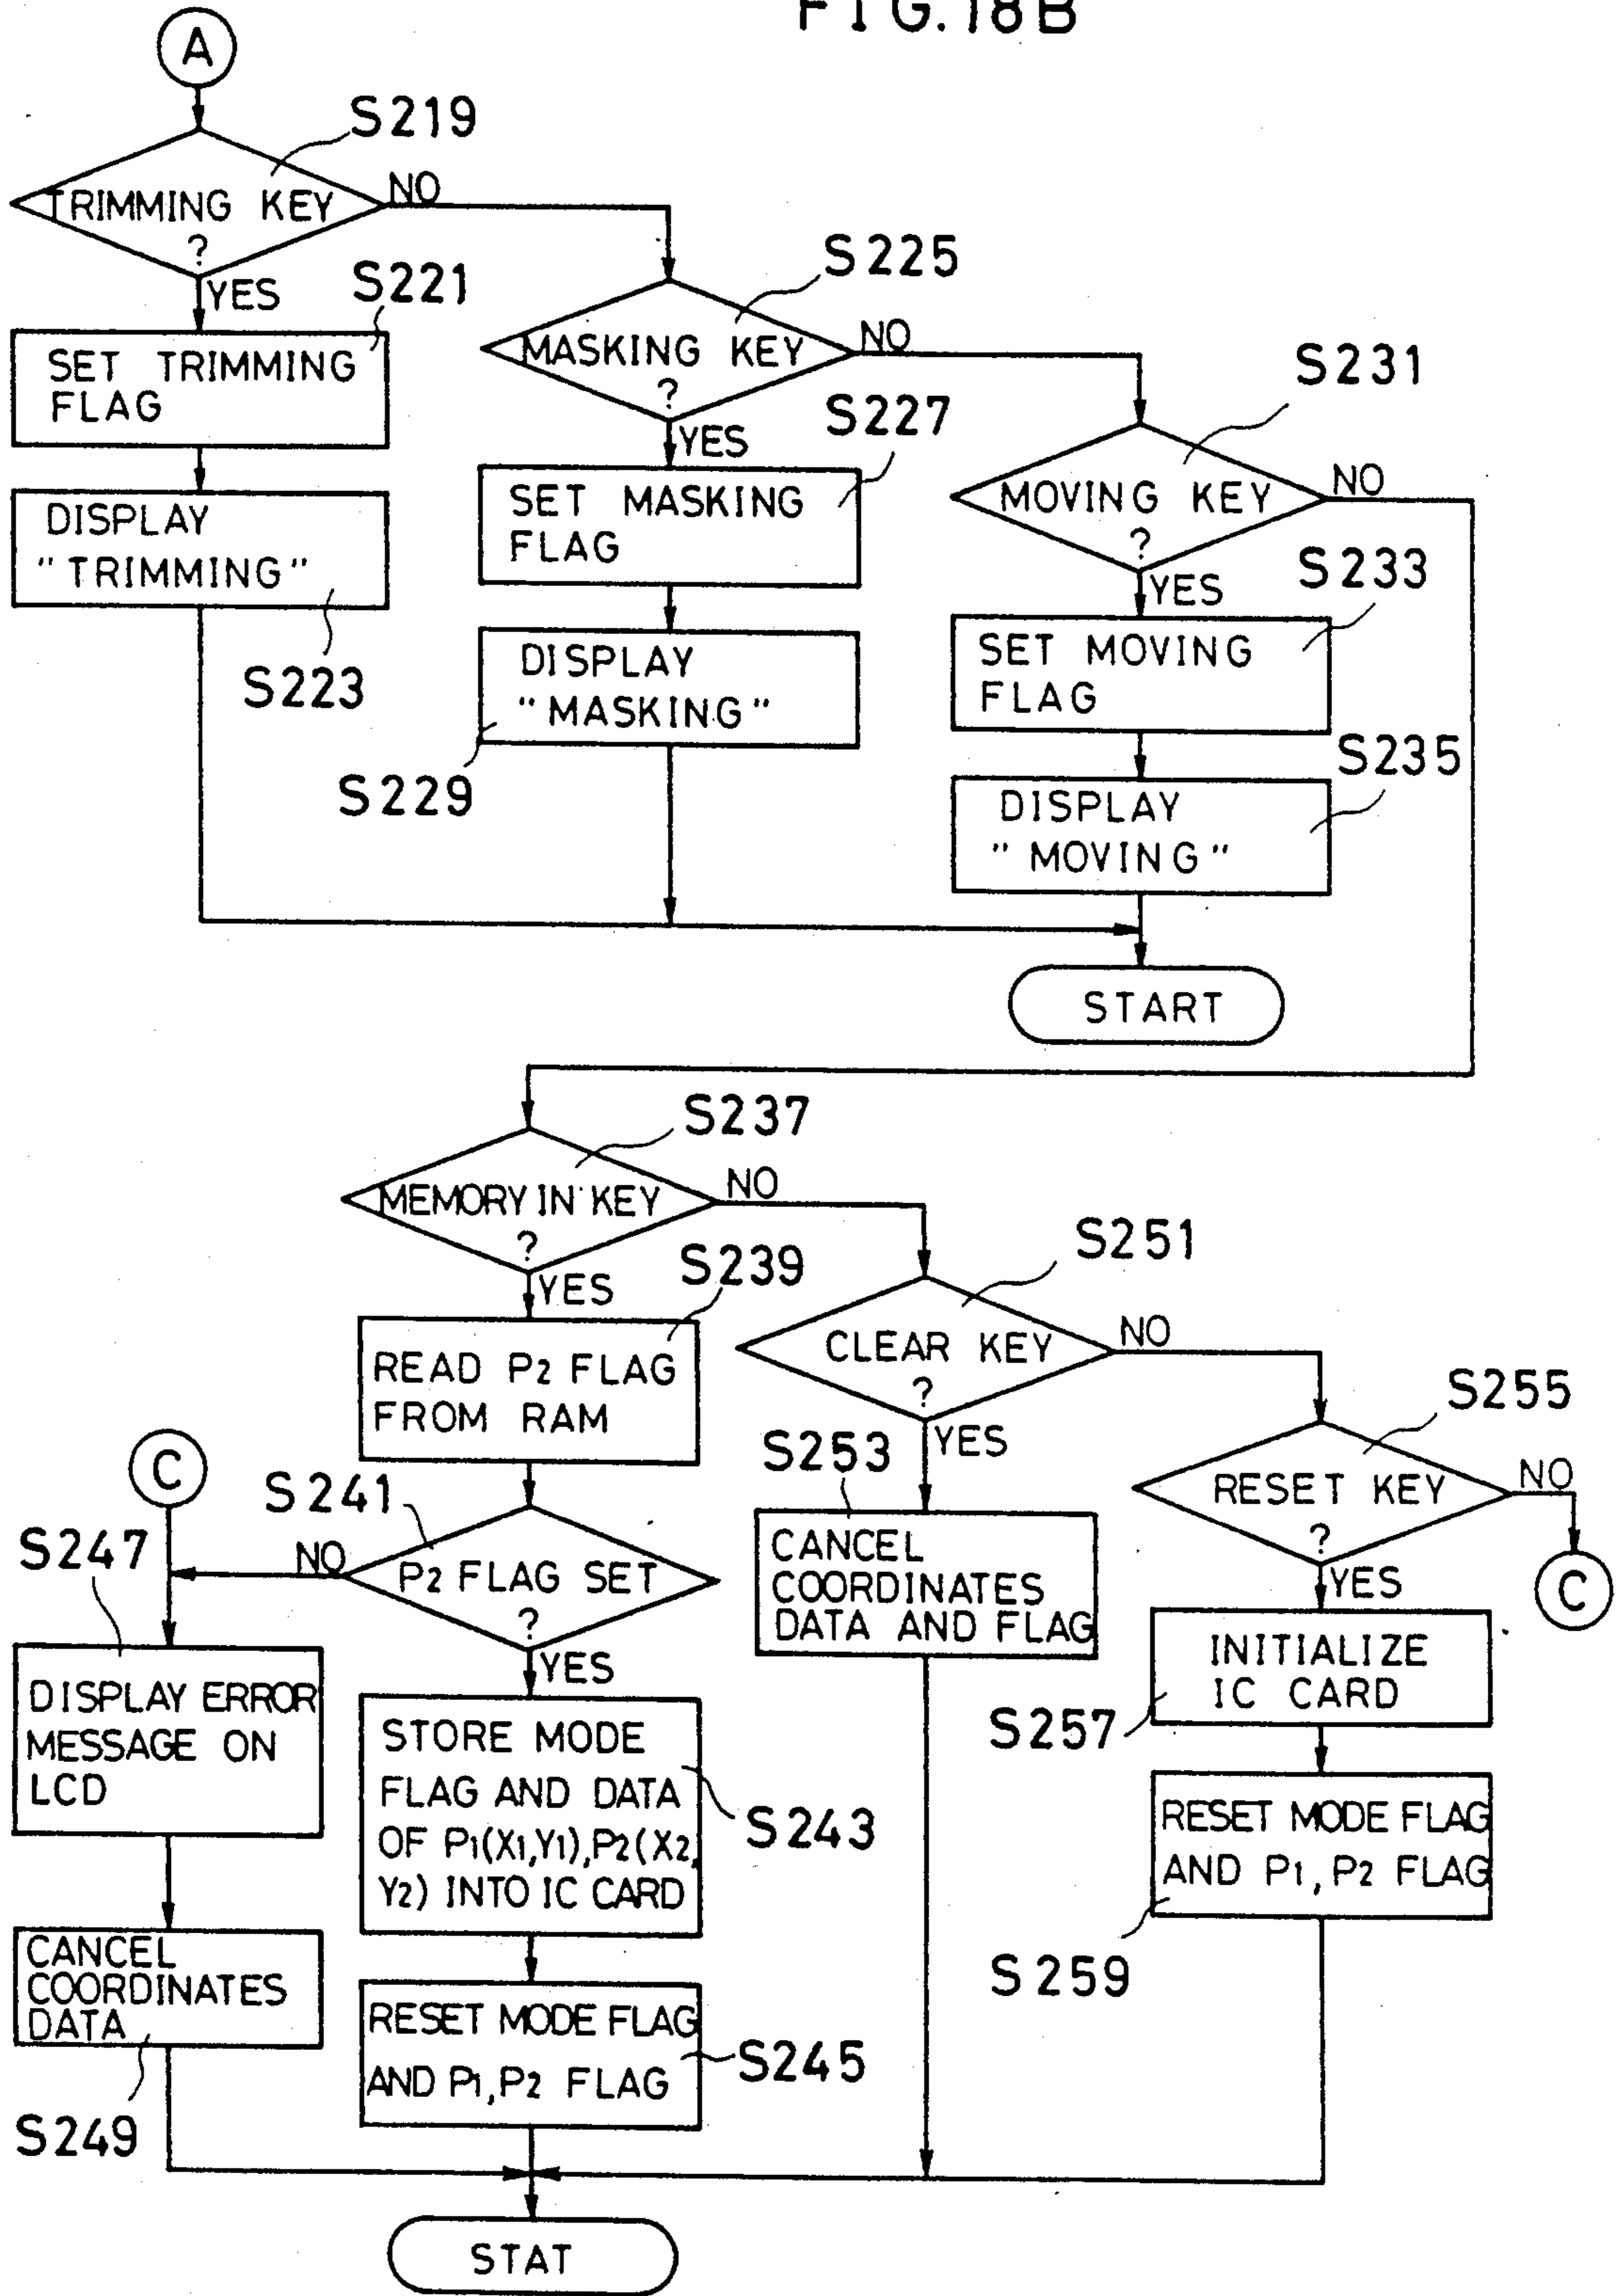 FIG. 18B
A
S219
TRIMMING KEY
?
NO
YES
S221
SET TRIMMING
FLAG
DISPLAY
"TRIMMING"
S223
S225
MASKING KEY
?
NO
YES
S227
SET MASKING
FLAG
DISPLAY
"MASKING"
S229
S231
MOVING KEY
?
NO
YES
S233
SET MOVING
FLAG
S235
DISPLAY
"MOVING"
START
S237
MEMORY IN KEY
?
NO
YES
S239
READ P2 FLAG
FROM RAM
S241
P2 FLAG SET
?
NO
YES
C
S247
DISPLAY ERROR
MESSAGE ON
LCD
CANCEL
COORDINATES
DATA
S249
STORE MODE
FLAG AND DATA
OF P1(X1,Y1),P2(X2,
Y2) INTO IC CARD
S243
RESET MODE FLAG
AND P1,P2 FLAG
S245
S251
CLEAR KEY
?
NO
YES
S253
CANCEL
COORDINATES
DATA AND FLAG
S255
RESET KEY
?
NO
YES
C
INITIALIZE
IC CARD
S257
RESET MODE FLAG
AND P1, P2 FLAG
S259
STAT